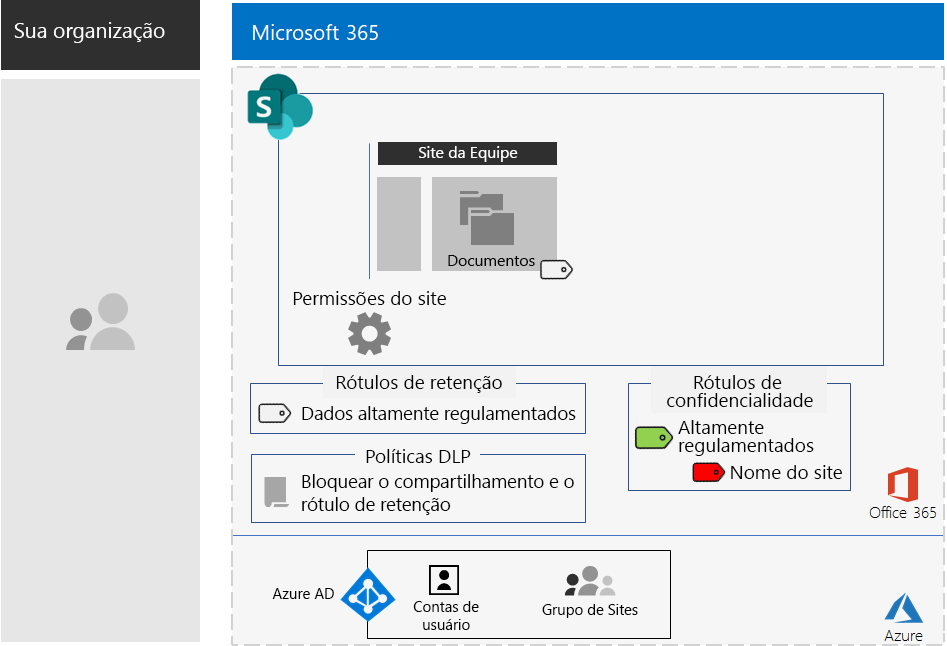 Sua organização
Microsoft 365
S
Site da Equipe
Documentos
Permissões do site
Rótulos de retenção
Dados altamente regulamentados
Rótulos de
confidencialidade
Altamente
regulamentados
Nome do site
Políticas DLP
Bloquear o compartilhamento e o
rótulo de retenção
Office 365
Azure AD
Contas de
usuário
Grupo de Sites
Azure